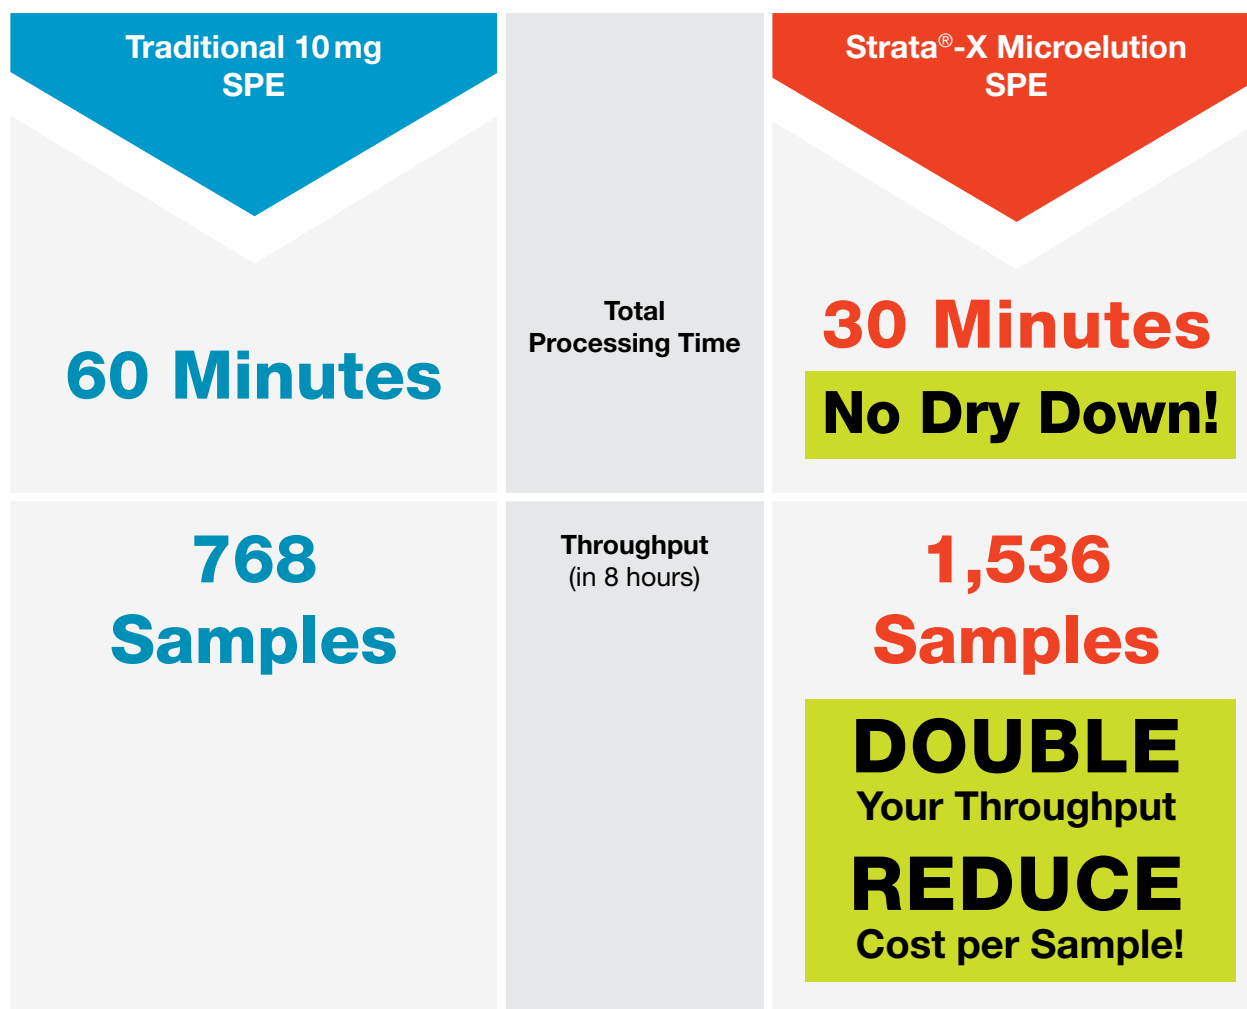 Traditional 10 mg
SPE
Strata®-X Microelution
SPE
60 Minutes
Total
Processing Time
30 Minutes
No Dry Down!
768
Samples
Throughput
(in 8 hours)
1,536
Samples
DOUBLE
Your Throughput
REDUCE
Cost per Sample!